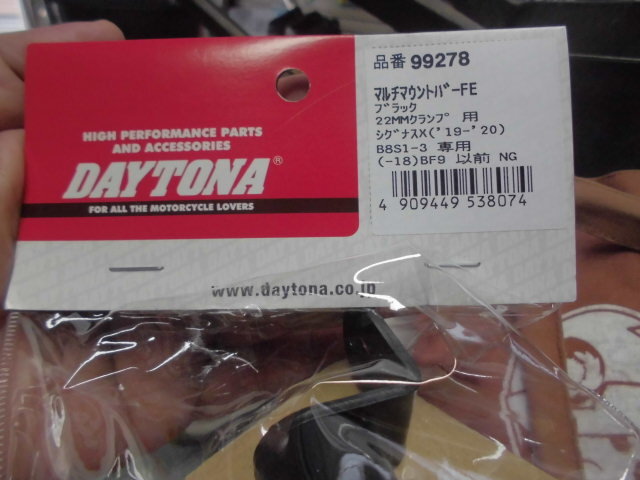 品番 99278
ﾏﾙﾁﾏｳﾝﾄﾊﾞｰFE
ﾌﾞﾗｯｸ
22MMｸﾗﾝﾌﾟ 用
ｼｸﾞﾅｽX('19-'20)
B8S1-3 専用
(-18)BF9 以前 NG
4 909449 538074
HIGH PERFORMANCE PARTS
AND ACCESSORIES
DAYTONA®
FOR ALL THE MOTORCYCLE LOVERS
www.daytona.co.jp